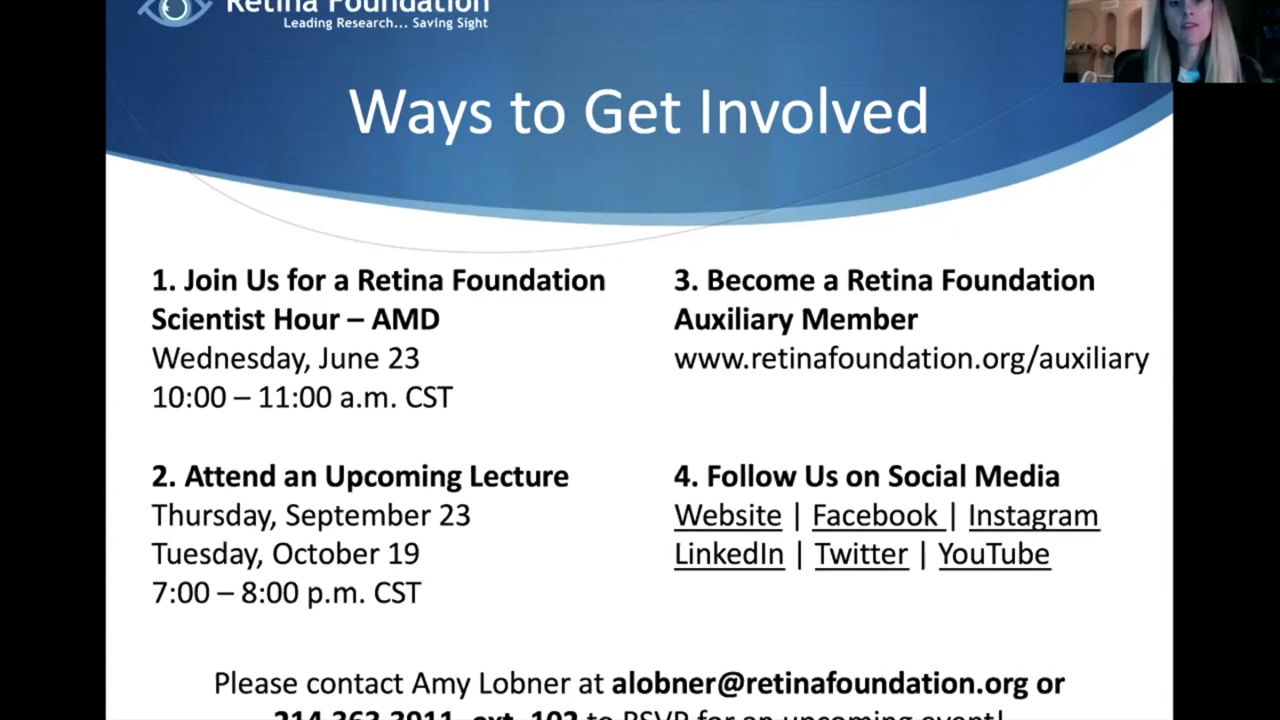 Retina Foundation
Leading Research... Saving Sight
Ways to Get Involved
1. Join Us for a Retina Foundation
Scientist Hour – AMD
Wednesday, June 23
10:00 – 11:00 a.m. CST
2. Attend an Upcoming Lecture
Thursday, September 23
Tuesday, October 19
7:00 – 8:00 p.m. CST
3. Become a Retina Foundation
Auxiliary Member
www.retinafoundation.org/auxiliary
4. Follow Us on Social Media
Website | Facebook | Instagram
LinkedIn | Twitter | YouTube
Please contact Amy Lobner at alobner@retinafoundation.org or
214-363-3911, ext. 102 to RSVP for an upcoming event!